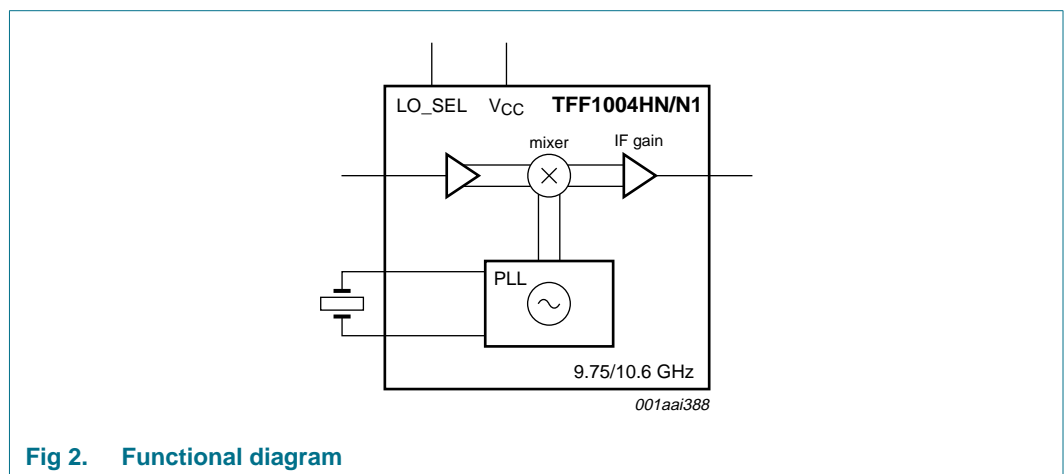 LO_SEL VCC TFF1004HN/N1
mixer IF gain
PLL
9.75/10.6 GHz
001aai388
Fig 2. Functional diagram